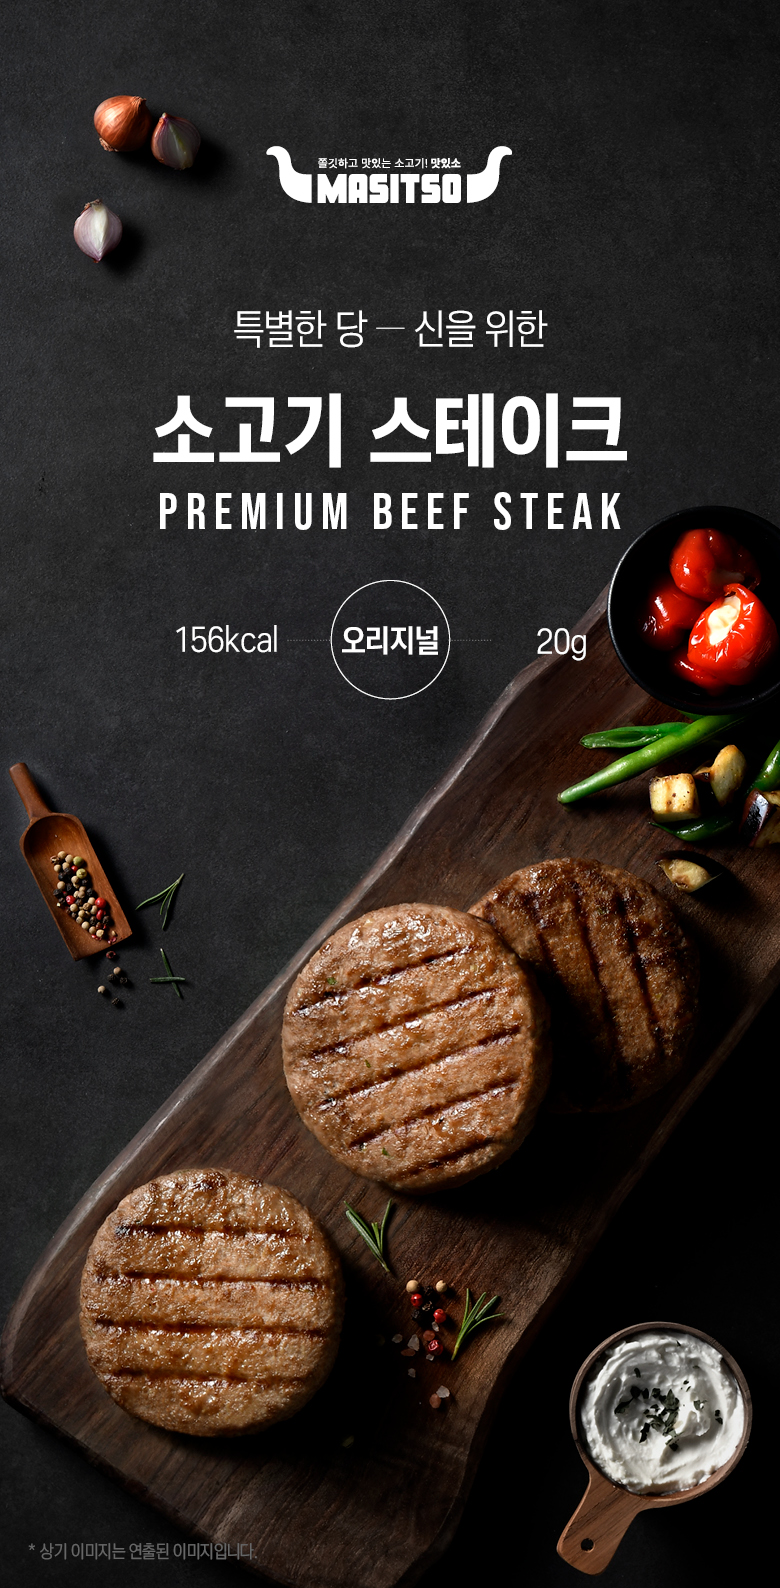 쫄깃하고 맛있는 소고기! 맛있소
MASITSO
특별한 당 — 신을 위한
소고기 스테이크
PREMIUM BEEF STEAK
156kcal 오리지널 20g
* 상기 이미지는 연출된 이미지입니다.